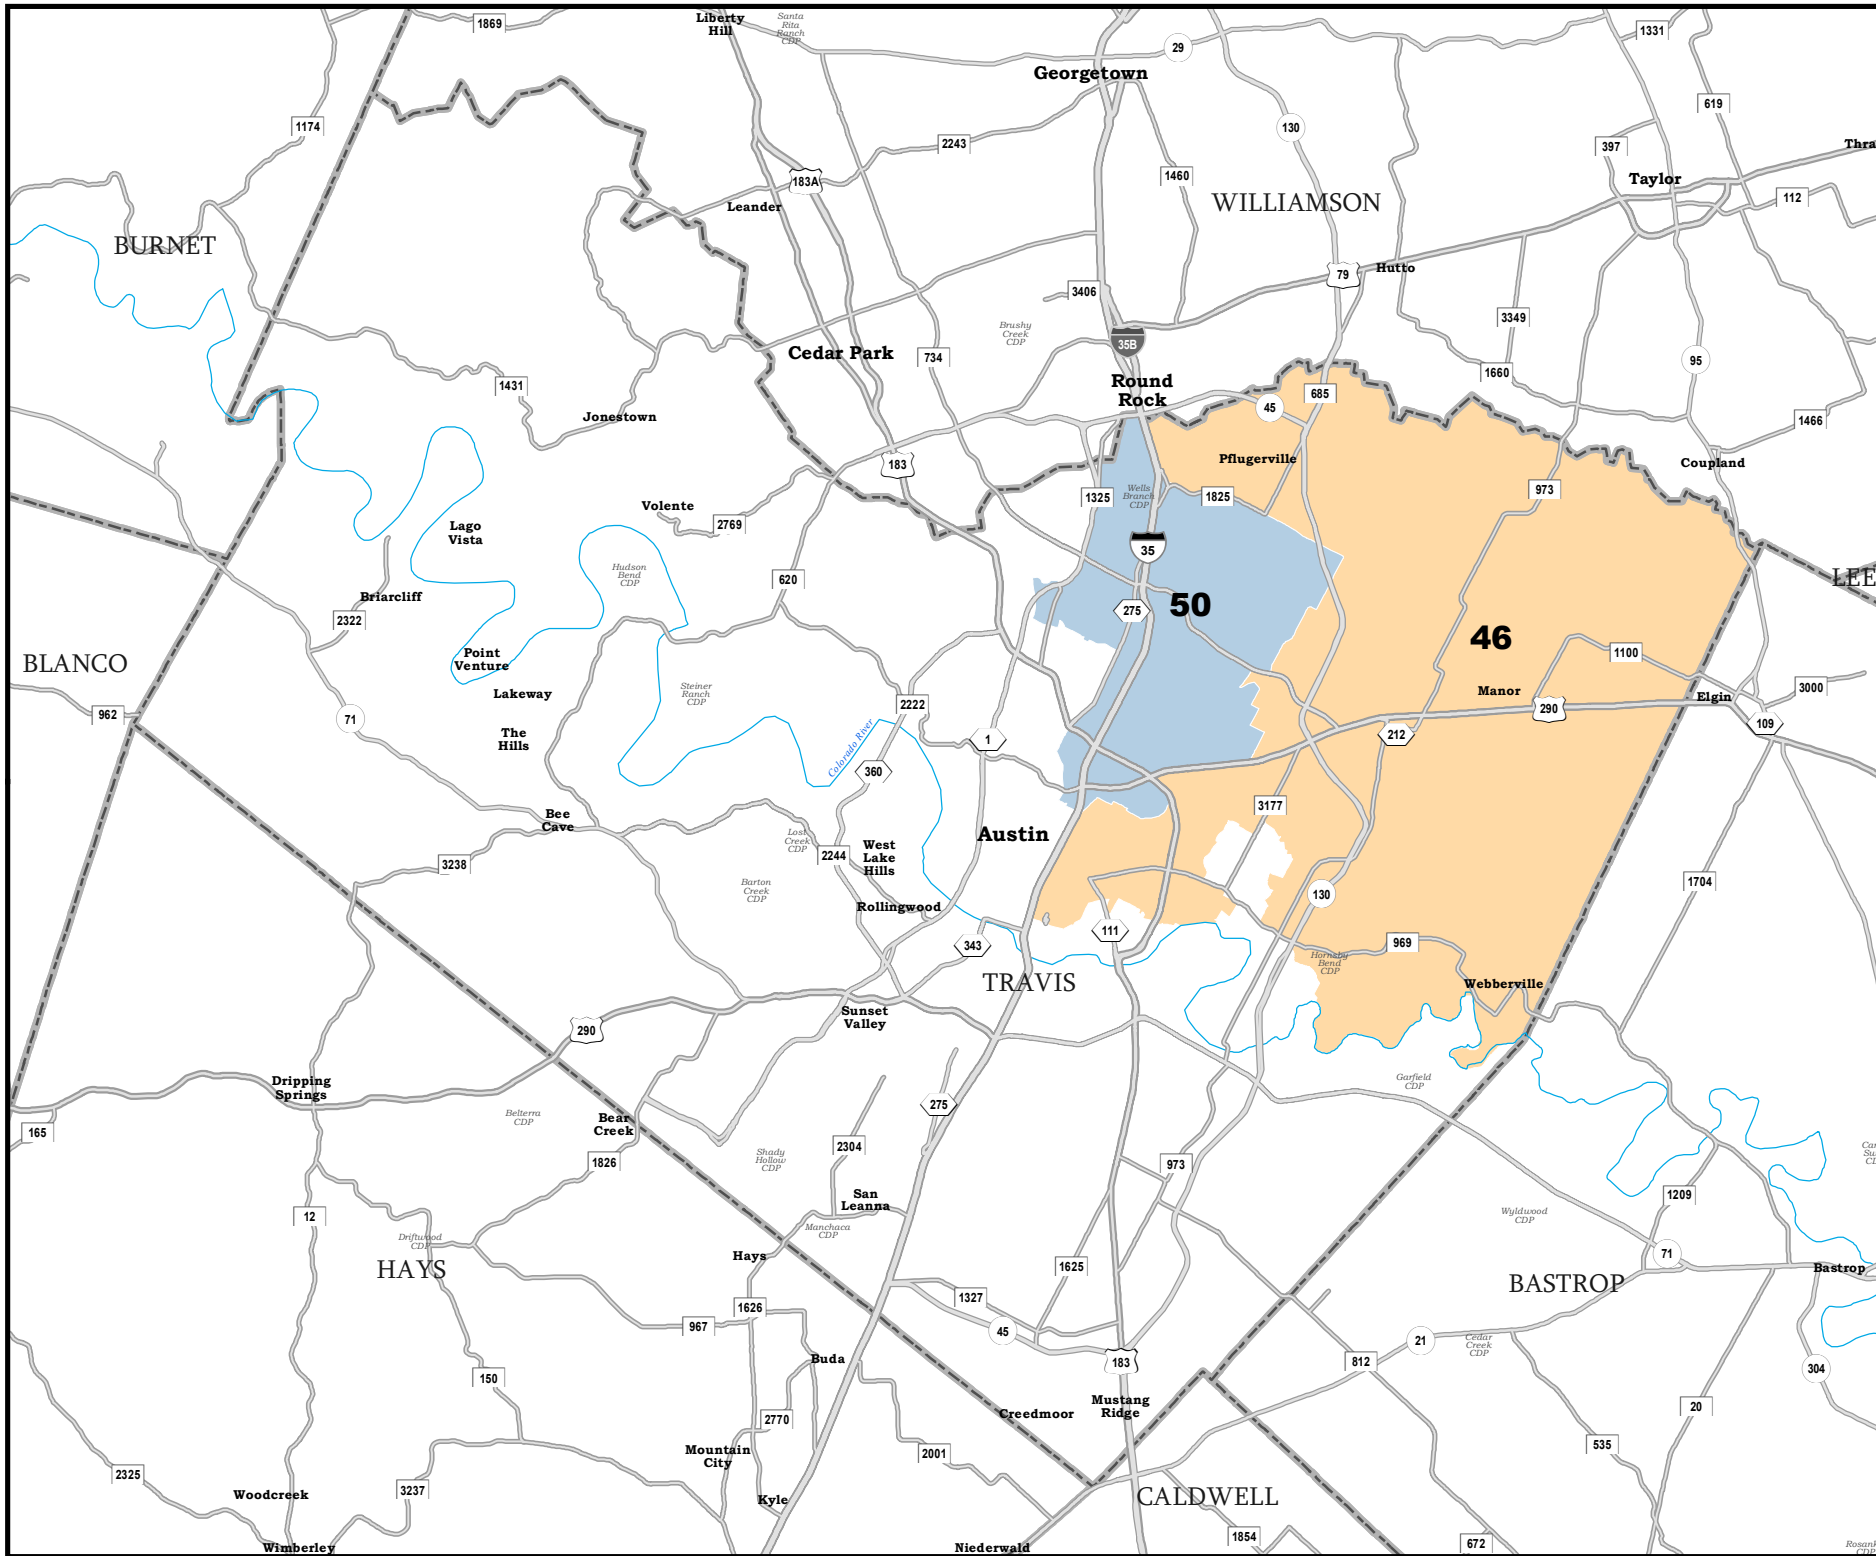 1869
Liberty
Hill
Santa
Rita
Ranch
CDP
29
1331
Georgetown
619
1174
130
2243
397
Thra
183A
1460
Taylor
112
Leander
WILLIAMSON
BURNET
79
Hutto
3406
Brushy
Creek
CDP
35B
3349
Cedar Park
734
95
1660
1431
Round
Rock
685
45
Jonestown
1466
183
Pflugerville
Coupland
973
1325
Wells
Branch
CDP
1825
Volente
2769
Lago
Vista
35
Hudson
Bend
CDP
620
LEE
Briarcliff
2322
275
50
46
Point
Venture
1100
BLANCO
Lakeway
Steiner
Ranch
CDP
Manor
Elgin
3000
962
71
2222
290
109
The
Hills
1
212
Colorado River
360
3177
Bee
Cave
Austin
Lost
Creek
CDP
2244
West
Lake
Hills
3238
Barton
Creek
CDP
130
1704
Rollingwood
343
111
969
Hornsby
Bend
CDP
TRAVIS
Webberville
Sunset
Valley
290
Garfield
CDP
Dripping
Springs
275
165
Belterra
CDP
Bear
Creek
2304
1826
Shady
Hollow
CDP
973
Car
Su
CD
San
Leanna
1209
12
Manchaca
CDP
Wyldwood
CDP
Driftwood
CDP
Hays
71
HAYS
1625
Bastrop
BASTROP
1327
1626
967
45
21
Cedar
Creek
CDP
Buda
183
812
304
150
Mustang
Ridge
Creedmoor
2770
20
Mountain
City
2001
535
2325
3237
Woodcreek
Kyle
CALDWELL
1854
672
Wimberley
Niederwald
Rosan
CDP